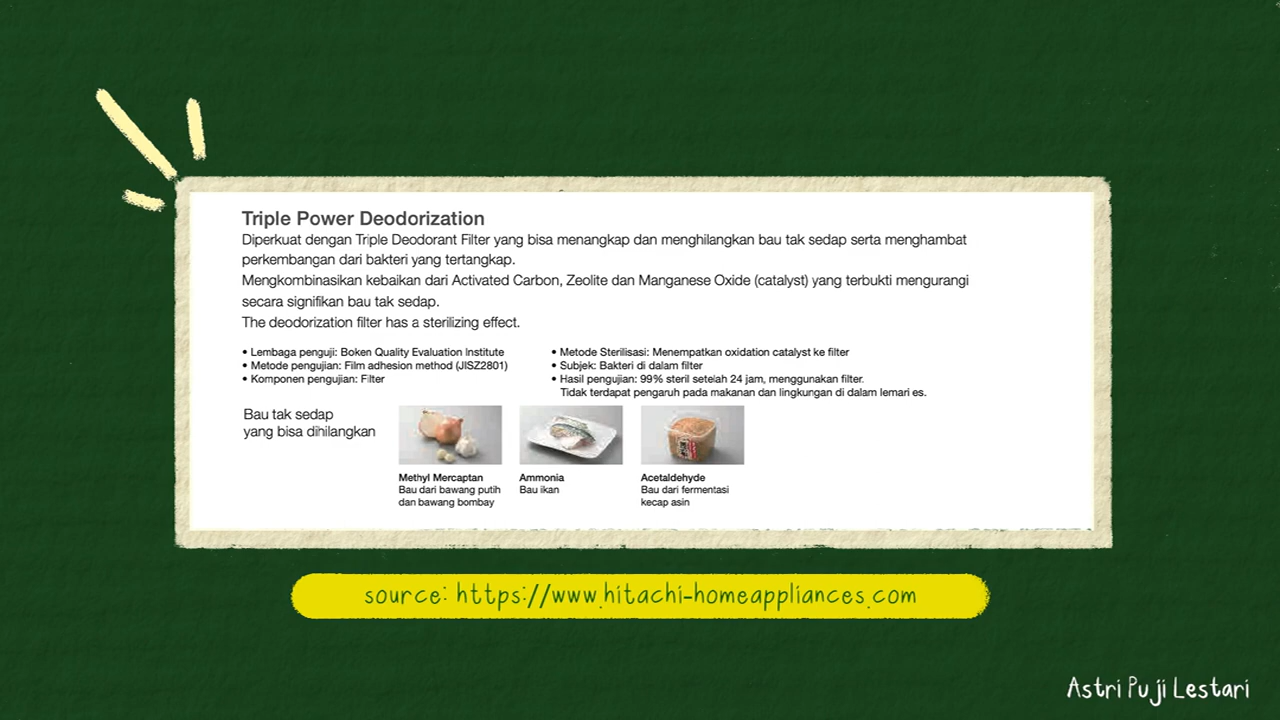 Triple Power Deodorization
Diperkuat dengan Triple Deodorant Filter yang bisa menangkap dan menghilangkan bau tak sedap serta menghambat
perkembangan dari bakteri yang tertangkap.
Mengkombinasikan kebaikan dari Activated Carbon, Zeolite dan Manganese Oxide (catalyst) yang terbukti mengurangi
secara signifikan bau tak sedap.
The deodorization filter has a sterilizing effect.
• Lembaga penguji: Boken Quality Evaluation Institute
• Metode pengujian: Film adhesion method (JISZ2801)
• Komponen pengujian: Filter
• Metode Sterilisasi: Menempatkan oxidation catalyst ke filter
• Subjek: Bakteri di dalam filter
• Hasil pengujian: 99% steril setelah 24 jam, menggunakan filter.
Tidak terdapat pengaruh pada makanan dan lingkungan di dalam lemari es.
Bau tak sedap
yang bisa dihilangkan
Methyl Mercaptan
Bau dari bawang putih
dan bawang bombay
Ammonia
Bau ikan
Acetaldehyde
Bau dari fermentasi
kecap asin
source: https://www.hitachi-homeappliances.com
Astri Puji Lestari